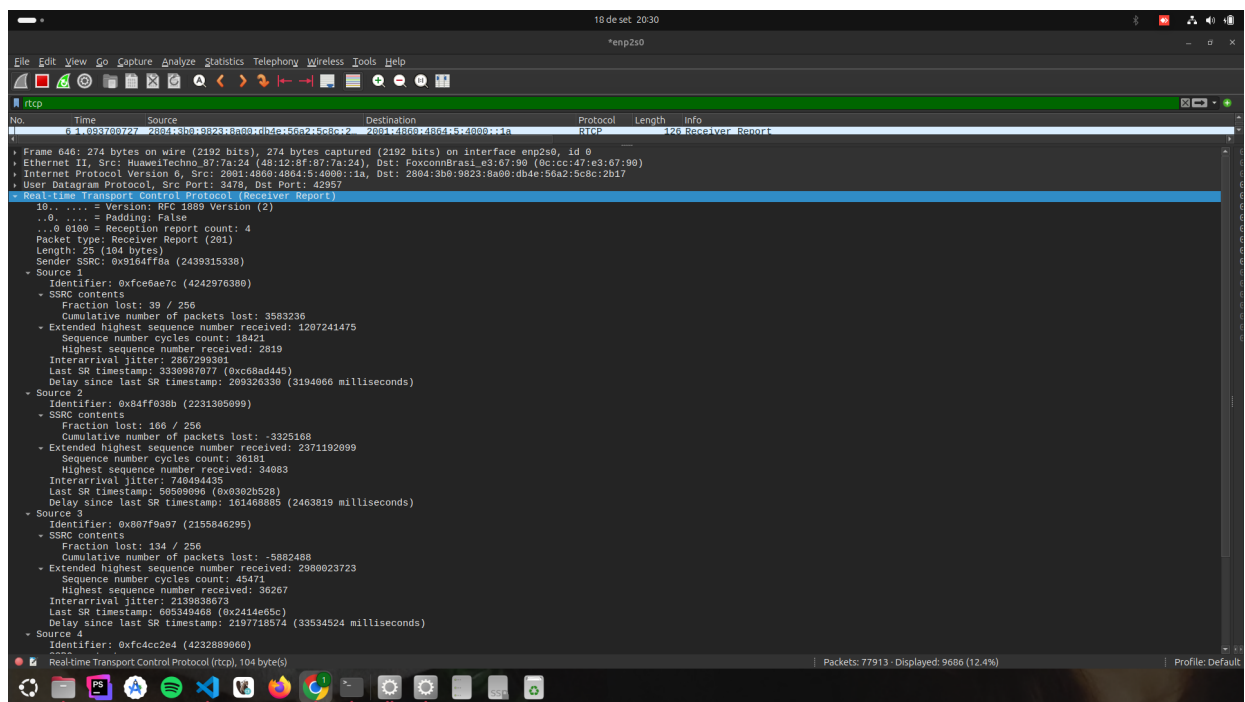 18 de set 20:30
*enp2s0
File Edit View Go Capture Analyze Statistics Telephony Wireless Tools Help
rtcp
No. Time Source Destination Protocol Length Info
6 1.093700727 2804:3b0:9823:8a00:db4e:56a2:5c8c:2… 2001:4860:4864:5:4000::1a RTCP 126 Receiver Report
Frame 646: 274 bytes on wire (2192 bits), 274 bytes captured (2192 bits) on interface enp2s0, id 0
Ethernet II, Src: HuaweiTechno_87:7a:24 (48:12:8f:87:7a:24), Dst: FoxconnBrasi_e3:67:90 (0c:cc:47:e3:67:90)
Internet Protocol Version 6, Src: 2001:4860:4864:5:4000::1a, Dst: 2804:3b0:9823:8a00:db4e:56a2:5c8c:2b17
User Datagram Protocol, Src Port: 3478, Dst Port: 42957
Real-time Transport Control Protocol (Receiver Report)
10.. .... = Version: RFC 1889 Version (2)
..0. .... = Padding: False
...0 0100 = Reception report count: 4
Packet type: Receiver Report (201)
Length: 25 (104 bytes)
Sender SSRC: 0x9164ff8a (2439315338)
Source 1
Identifier: 0xfce6ae7c (4242976380)
SSRC contents
Fraction lost: 39 / 256
Cumulative number of packets lost: 3583236
Extended highest sequence number received: 1207241475
Sequence number cycles count: 18421
Highest sequence number received: 2819
Interarrival jitter: 2867299301
Last SR timestamp: 3330987077 (0xc68ad445)
Delay since last SR timestamp: 209326330 (3194066 milliseconds)
Source 2
Identifier: 0x84ff038b (2231305099)
SSRC contents
Fraction lost: 166 / 256
Cumulative number of packets lost: -3325168
Extended highest sequence number received: 2371192099
Sequence number cycles count: 36181
Highest sequence number received: 34083
Interarrival jitter: 740494435
Last SR timestamp: 50509096 (0x0302b528)
Delay since last SR timestamp: 161468885 (2463819 milliseconds)
Source 3
Identifier: 0x807f9a97 (2155846295)
SSRC contents
Fraction lost: 134 / 256
Cumulative number of packets lost: -5882488
Extended highest sequence number received: 2980023723
Sequence number cycles count: 45471
Highest sequence number received: 36267
Interarrival jitter: 2139838673
Last SR timestamp: 605349468 (0x2414e65c)
Delay since last SR timestamp: 2197718574 (33534524 milliseconds)
Source 4
Identifier: 0xfc4cc2e4 (4232889060)
Real-time Transport Control Protocol (rtcp), 104 byte(s) Packets: 77913 · Displayed: 9686 (12.4%) Profile: Default
PS
1
SSD